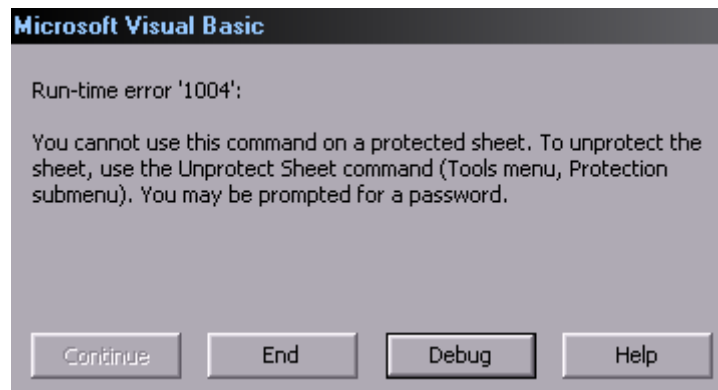 Microsoft Visual Basic
Run-time error '1004':
You cannot use this command on a protected sheet. To unprotect the
sheet, use the Unprotect Sheet command (Tools menu, Protection
submenu). You may be prompted for a password.
Continue End Debug Help